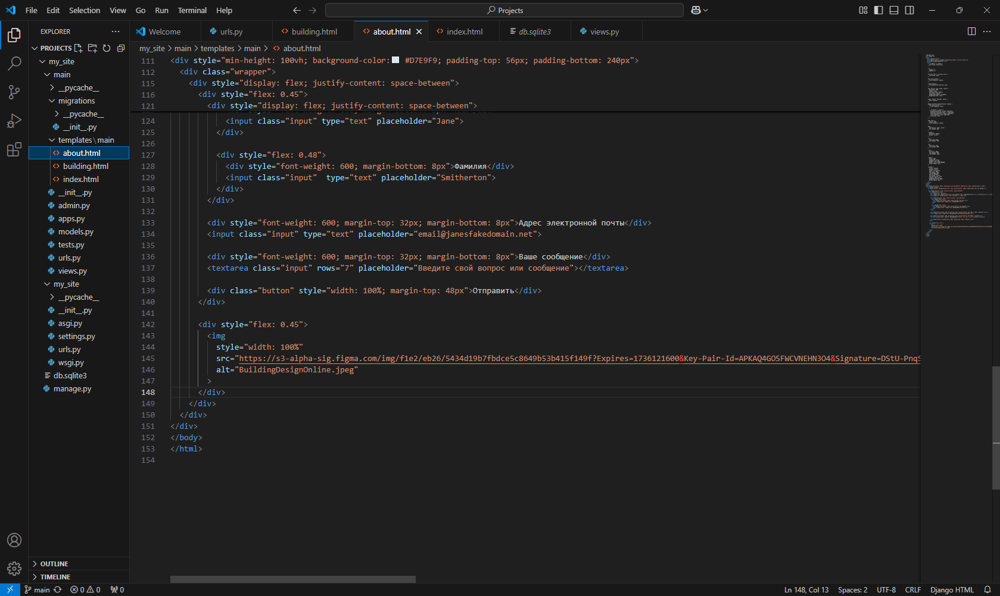 File Edit Selection View Go Run Terminal Help
Projects
EXPLORER
Welcome
urls.py
building.html
about.html
index.html
db.sqlite3
views.py
my_site > main > templates > main > about.html
PROJECTS
my_site
main
__pycache__
migrations
__pycache__
__init__.py
templates\main
about.html
building.html
index.html
__init__.py
admin.py
apps.py
models.py
tests.py
urls.py
views.py
my_site
__pycache__
__init__.py
asgi.py
settings.py
urls.py
wsgi.py
db.sqlite3
manage.py
OUTLINE
TIMELINE
111 <div style="min-height: 100vh; background-color: #D7E9F9; padding-top: 56px; padding-bottom: 240px">
112 <div class="wrapper">
115 <div style="display: flex; justify-content: space-between">
116 <div style="flex: 0.45">
121 <div style="display: flex; justify-content: space-between">
124 <input class="input" type="text" placeholder="Jane">
125 </div>
126
127 <div style="flex: 0.48">
128 <div style="font-weight: 600; margin-bottom: 8px">Фамилия</div>
129 <input class="input"  type="text" placeholder="Smitherton">
130 </div>
131 </div>
132
133 <div style="font-weight: 600; margin-top: 32px; margin-bottom: 8px">Адрес электронной почты</div>
134 <input class="input" type="text" placeholder="email@janesfakedomain.net">
135
136 <div style="font-weight: 600; margin-top: 32px; margin-bottom: 8px">Ваше сообщение</div>
137 <textarea class="input" rows="7" placeholder="Введите свой вопрос или сообщение"></textarea>
138
139 <div class="button" style="width: 100%; margin-top: 48px">Отправить</div>
140 </div>
141
142 <div style="flex: 0.45">
143 <img
144 style="width: 100%"
145 src="https://s3-alpha-sig.figma.com/img/f1e2/eb26/5434d19b7fbdce5c8649b53b415f149f?Expires=1736121600&Key-Pair-Id=APKAQ4GOSFWCVNEHN3O4&Signature=DStU-PnqS
146 alt="BuildingDesignOnline.jpeg"
147 >
148 </div>
149 </div>
150 </div>
151 </div>
152 </body>
153 </html>
154
main 0 0 0
Ln 148, Col 13 Spaces: 2 UTF-8 CRLF Django HTML